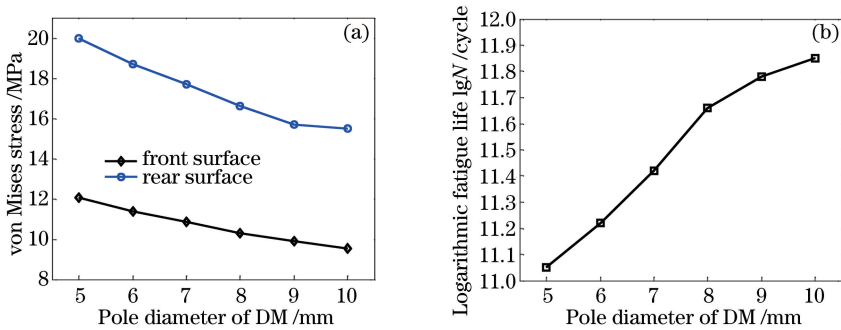 (a)
von Mises stress /MPa
20
18
16
14
12
10
8
front surface
rear surface
5 6 7 8 9 10
Pole diameter of DM /mm
(b)
Logarithmic fatigue life lgN /cycle
12.0
11.9
11.8
11.7
11.6
11.5
11.4
11.3
11.2
11.1
11.0
5 6 7 8 9 10
Pole diameter of DM /mm